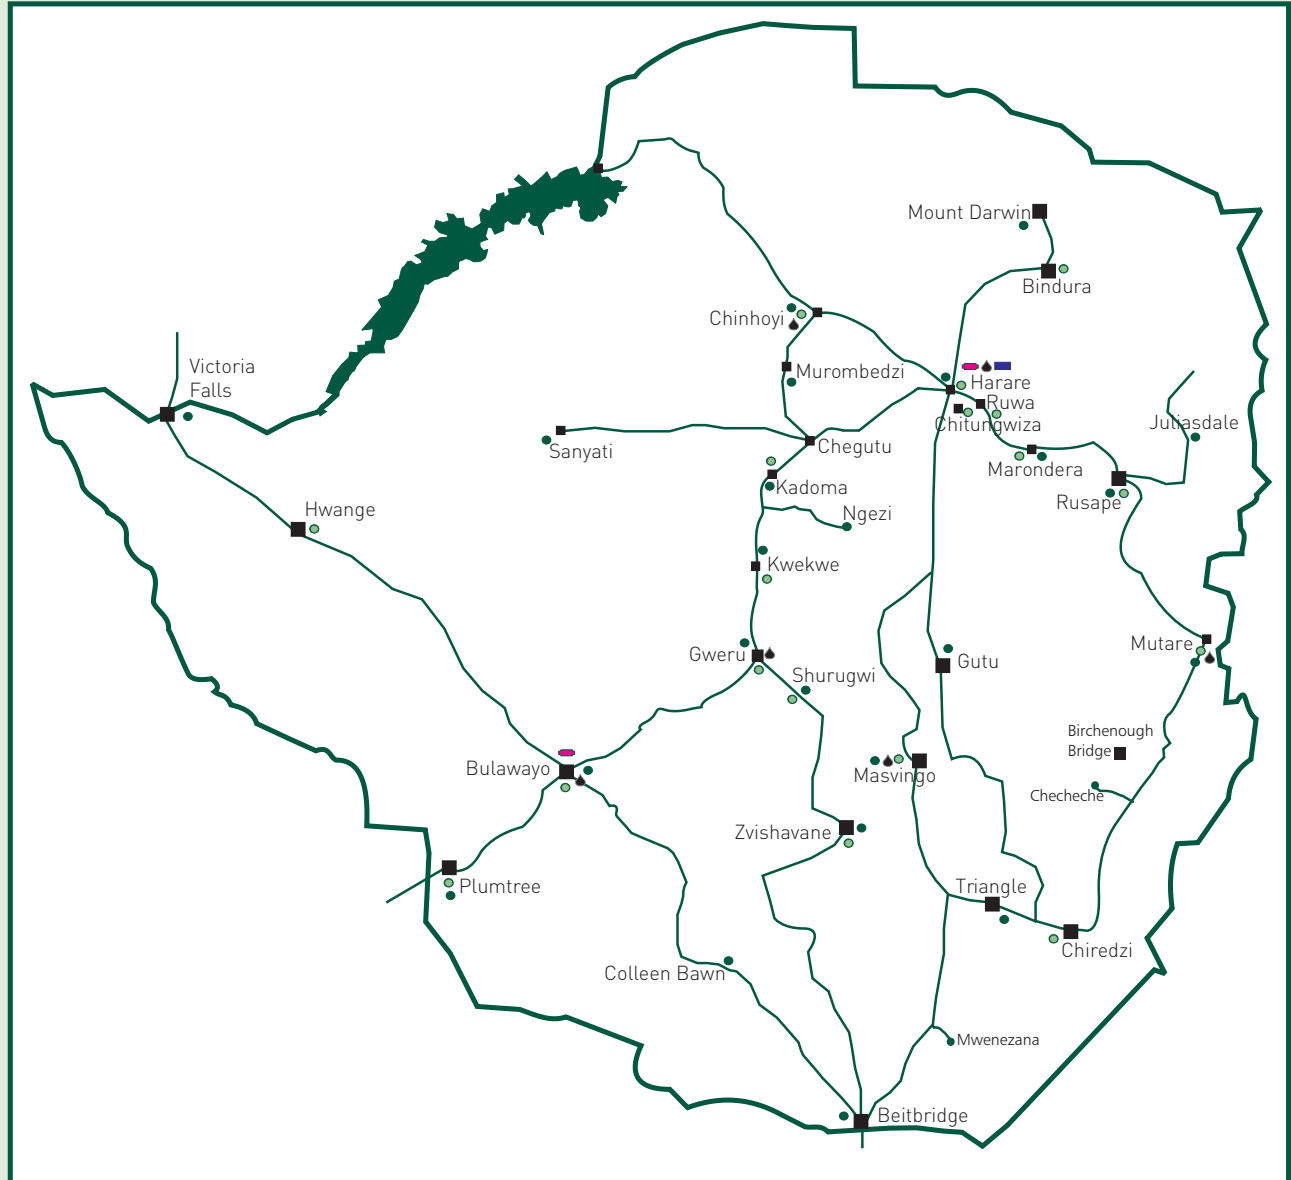 Mount Darwin
Bindura
Chinhoyi
Victoria
Falls
Murombedzi
Harare
Ruwa
Chitungwiza
Juliasdale
Sanyati
Chegutu
Marondera
Kadoma
Rusape
Hwange
Ngezi
Kwekwe
Mutare
Gweru
Gutu
Shurugwi
Birchenough
Bridge
Bulawayo
Masvingo
Checheche
Zvishavane
Plumtree
Triangle
Chiredzi
Colleen Bawn
Mwenezana
Beitbridge